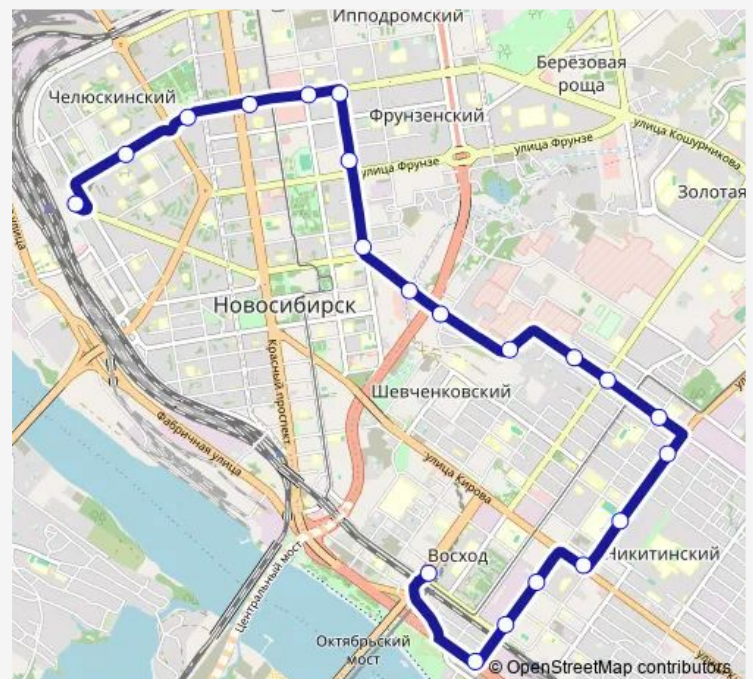 Ипподромский
Берёзовая
роща
Челюскинский
Фрунзенский
улица Кошурникова
улица Фрунзе
улица Фрунзе
Золотая
улица
Новосибирск
Красный проспект
Шевченковский
Фабричная улица
улица Кирова
Восход
Никитинский
Центральный мост
Октябрьский
мост
© OpenStreetMap contributors